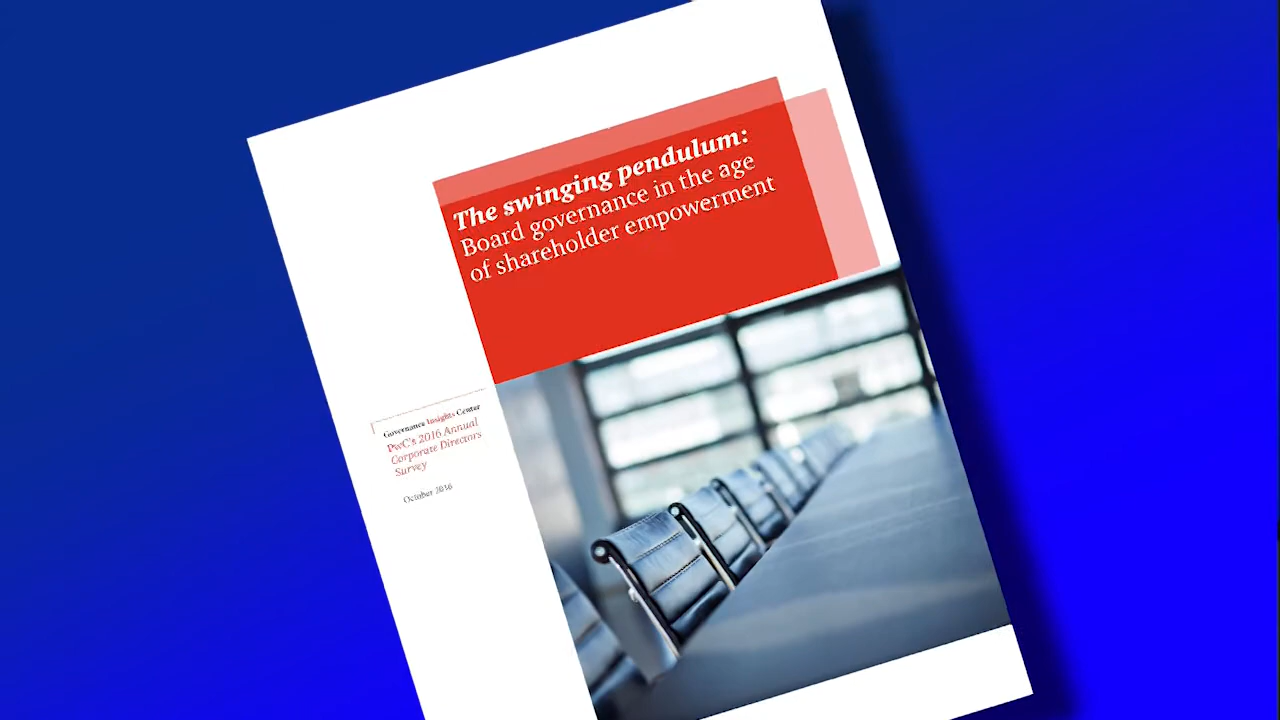 The swinging pendulum:
Board governance in the age
of shareholder empowerment
Governance Insights Center
PwC's 2016 Annual
Corporate Directors
Survey
October 2016